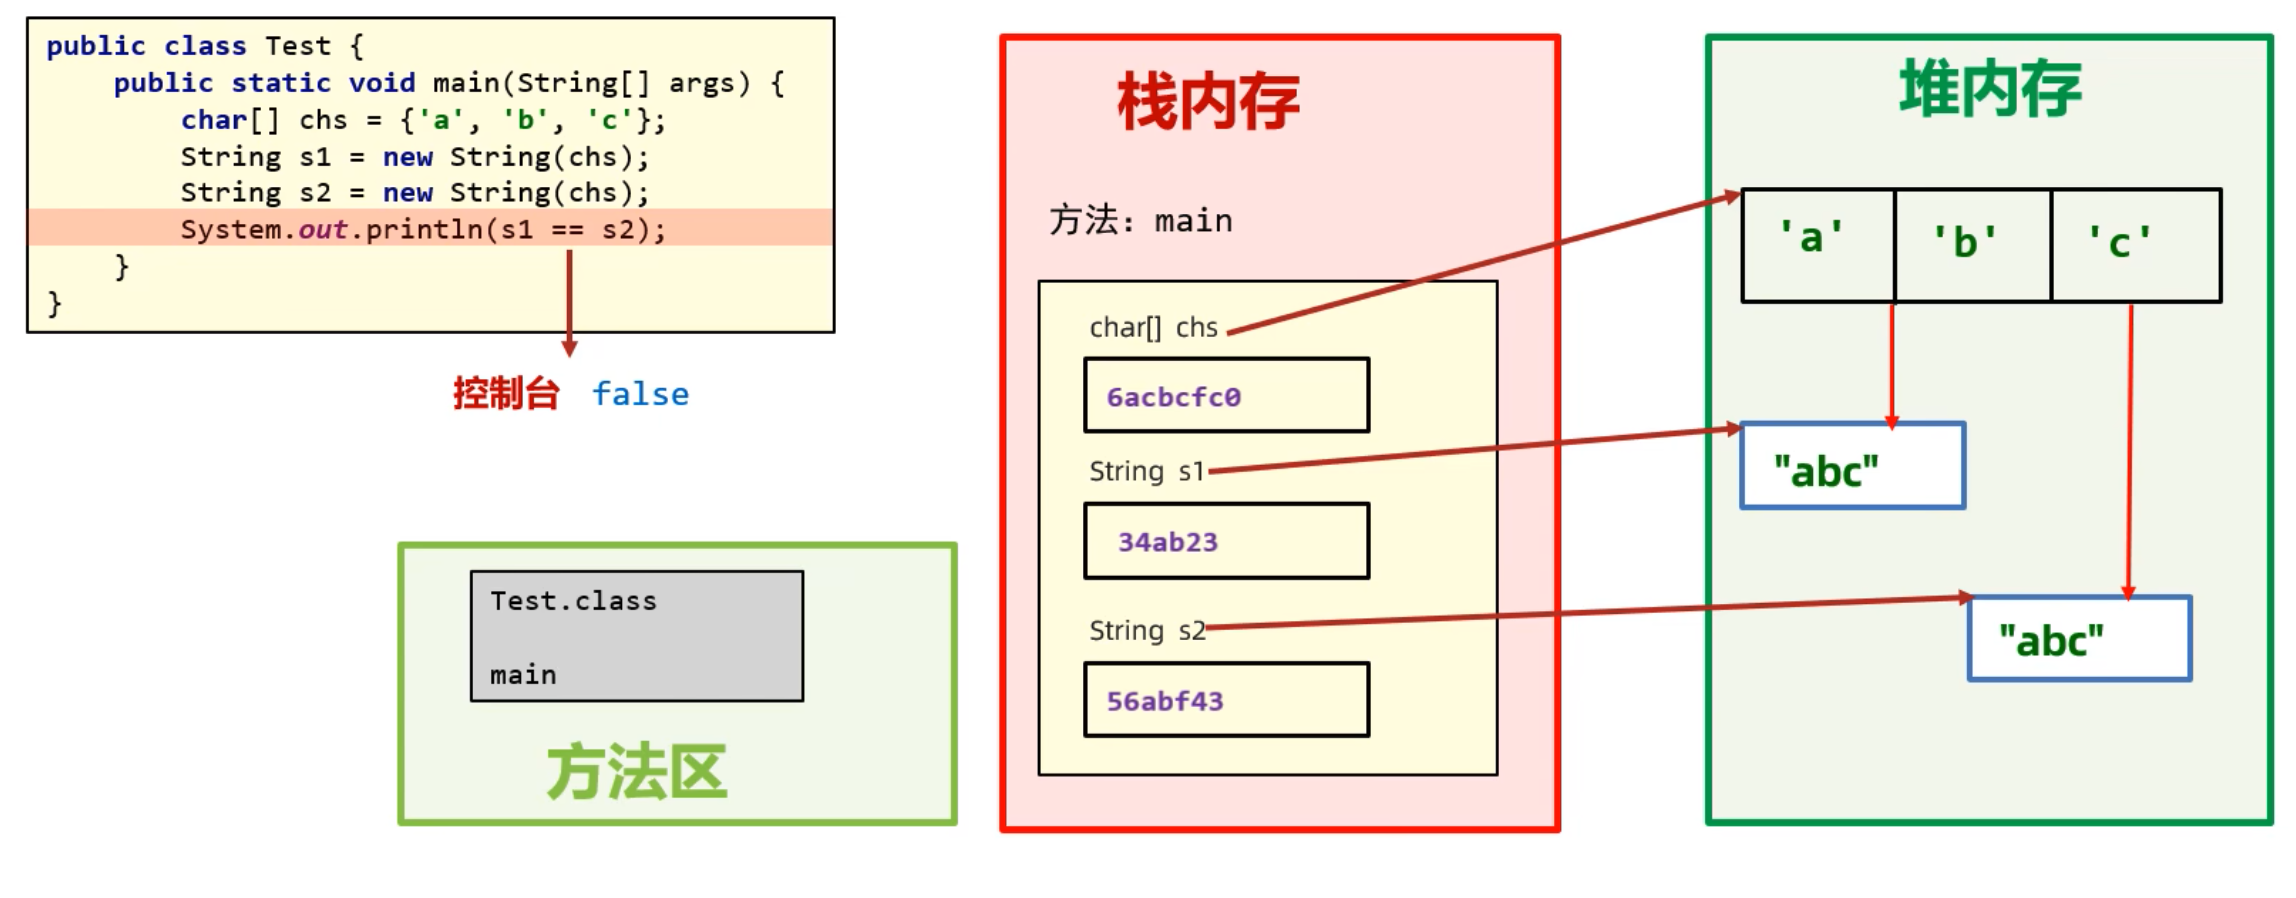 public class Test {
    public static void main(String[] args) {
        char[] chs = {'a', 'b', 'c'};
        String s1 = new String(chs);
        String s2 = new String(chs);
        System.out.println(s1 == s2);
    }
}
控制台 false
Test.class
main
方法区
栈内存
方法：main
char[] chs
6acbcfc0
String s1
34ab23
String s2
56abf43
堆内存
'a' 'b' 'c'
"abc"
"abc"